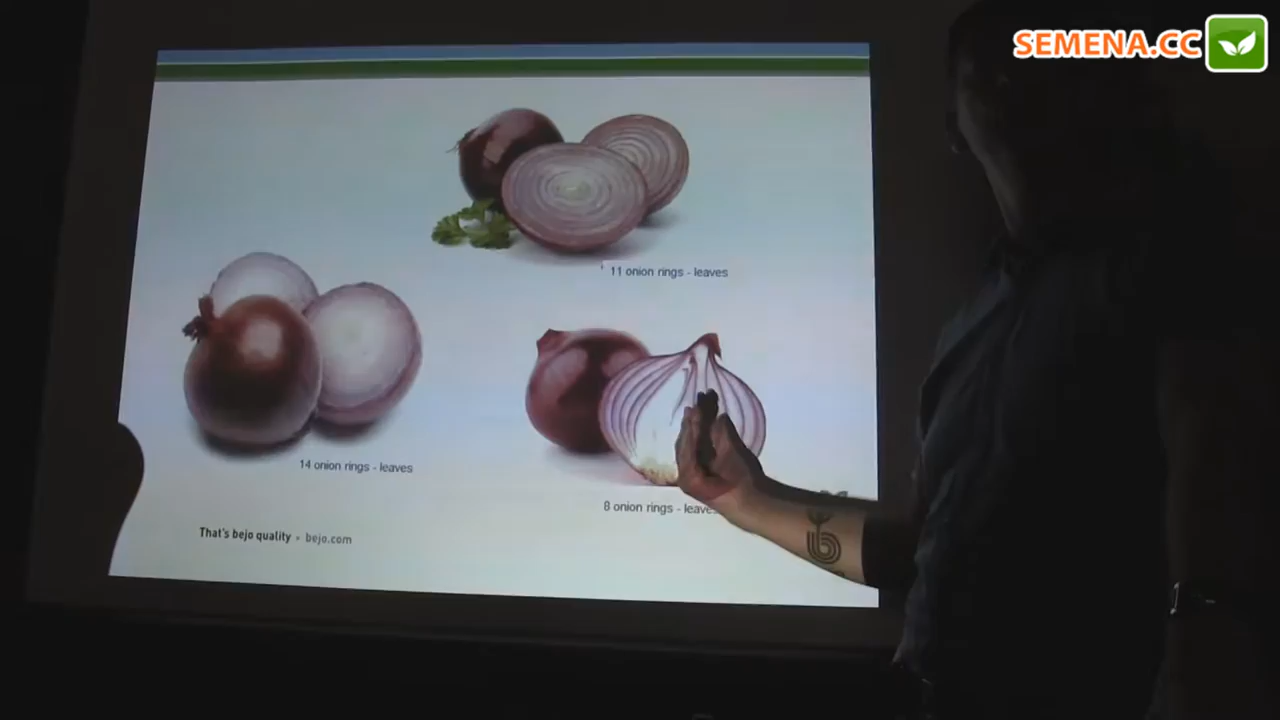 SEMENA.CC
11 onion rings - leaves
14 onion rings - leaves
8 onion rings - leaves
That's bejo quality • bejo.com